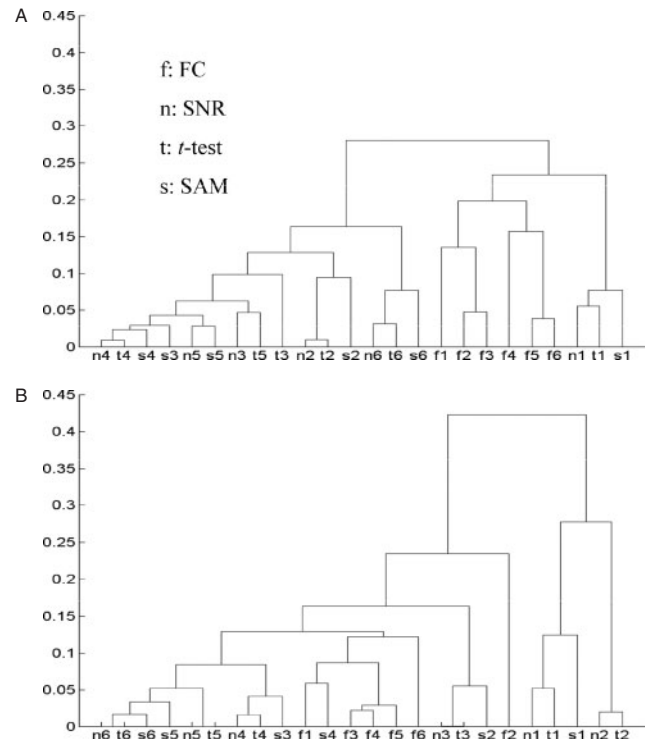 A
0.45
0.4
0.35
0.3
0.25
0.2
0.15
0.1
0.05
0
f: FC
n: SNR
t: t-test
s: SAM
n4 t4 s4 s3 n5 s5 n3 t5 t3 n2 t2 s2 n6 t6 s6 f1 f2 f3 f4 f5 f6 n1 t1 s1
B
0.45
0.4
0.35
0.3
0.25
0.2
0.15
0.1
0.05
0
n6 t6 s6 s5 n5 t5 n4 t4 s3 f1 s4 f3 f4 f5 f6 n3 t3 s2 f2 n1 t1 s1 n2 t2